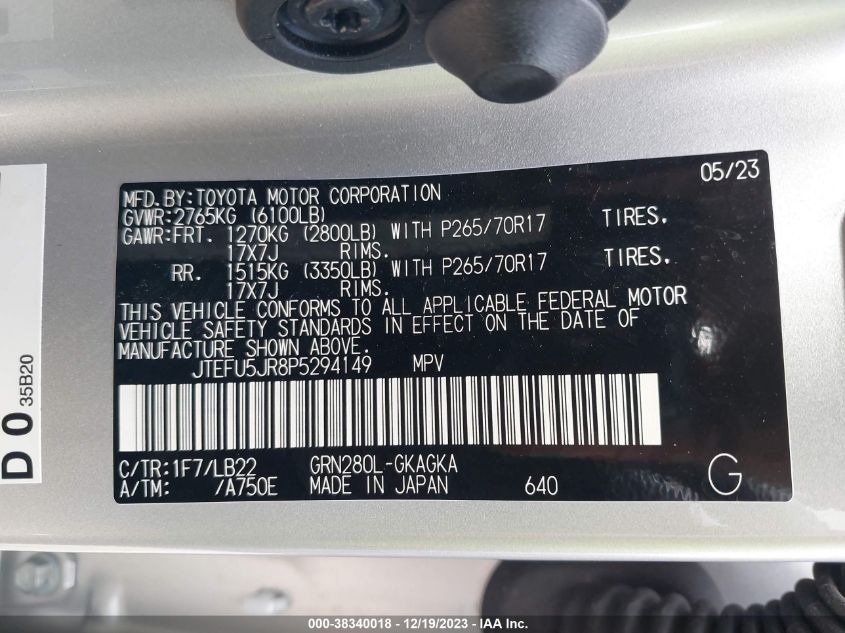 05/23
MFD.BY:TOYOTA MOTOR CORPORATION
GVWR:2765KG (6100LB)
GAWR:FRT. 1270KG (2800LB) WITH P265/70R17 TIRES.
17X7J RIMS.
RR. 1515KG (3350LB) WITH P265/70R17 TIRES.
17X7J RIMS.
THIS VEHICLE CONFORMS TO ALL APPLICABLE FEDERAL MOTOR
VEHICLE SAFETY STANDARDS IN EFFECT ON THE DATE OF
MANUFACTURE SHOWN ABOVE.
JTEFU5JR8P5294149 MPV
C/TR:1F7/LB22 GRN280L-GKAGKA
A/TM: /A750E MADE IN JAPAN 640 G
D 0 35B20
000-38340018 - 12/19/2023 - IAA Inc.